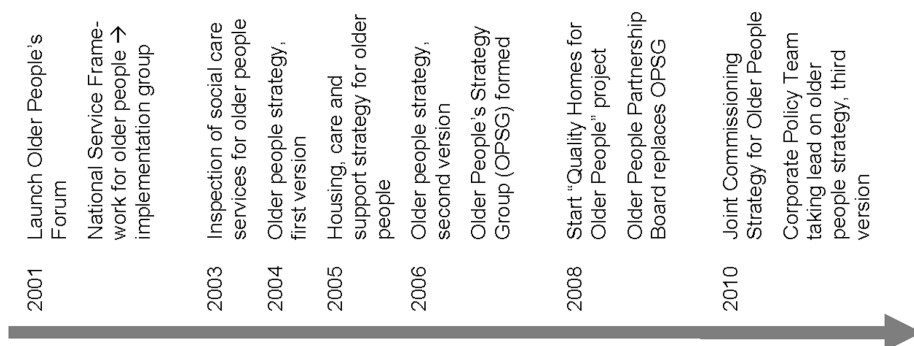 2001
Launch Older People's
Forum
National Service Frame-
work for older people →
implementation group
2003
Inspection of social care
services for older people
2004
Older people strategy,
first version
2005
Housing, care and
support strategy for older
people
2006
Older people strategy,
second version
Older People's Strategy
Group (OPSG) formed
2008
Start “Quality Homes for
Older People” project
Older People Partnership
Board replaces OPSG
2010
Joint Commissioning
Strategy for Older People
Corporate Policy Team
taking lead on older
people strategy, third
version